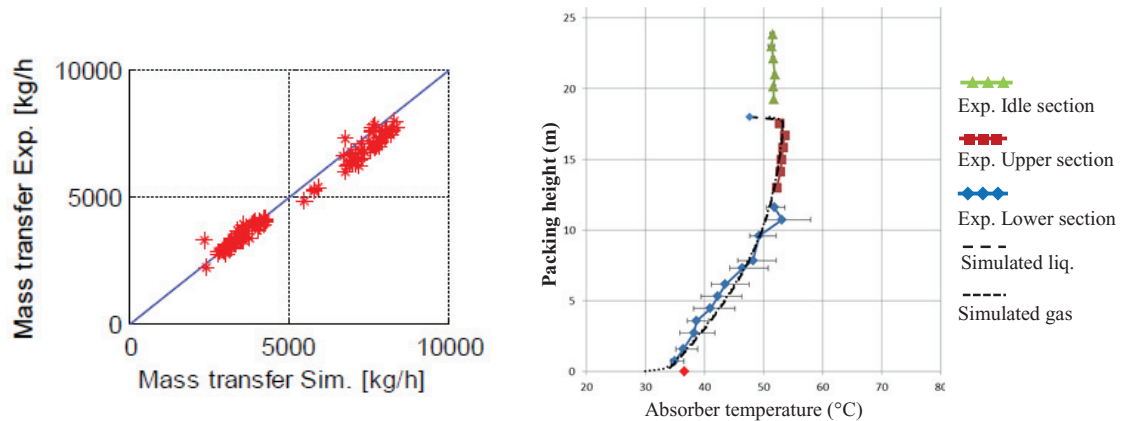 Mass transfer Exp. [kg/h]
10000
5000
0
0 5000 10000
Mass transfer Sim. [kg/h]
Packing height (m)
25
20
15
10
5
0
20 30 40 50 60 70 80
Absorber temperature (°C)
Exp. Idle section
Exp. Upper section
Exp. Lower section
Simulated liq.
Simulated gas